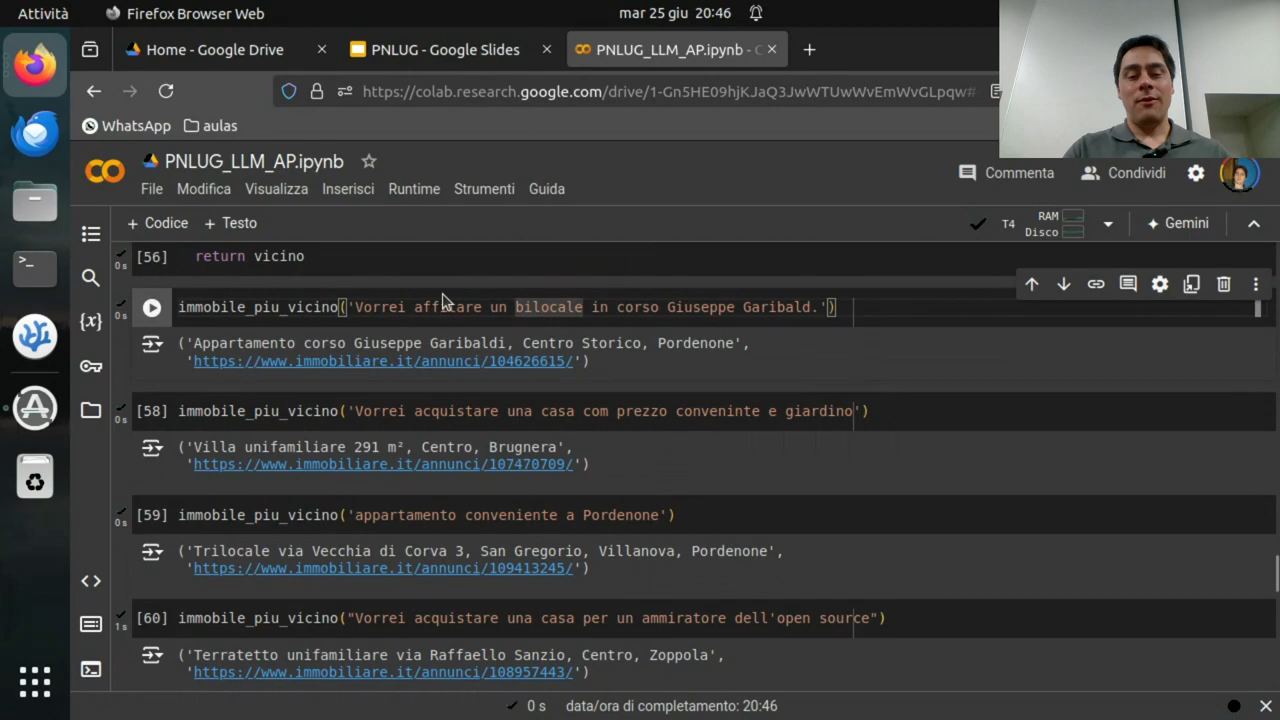 Attività
Firefox Browser Web
mar 25 giu 20:46
Home - Google Drive
PNLUG - Google Slides
PNLUG_LLM_AP.ipynb - C
https://colab.research.google.com/drive/1-Gn5HE09hjKJaQ3JwWTUwWvEmWvGLpqw#
WhatsApp
aulas
PNLUG_LLM_AP.ipynb
File Modifica Visualizza Inserisci Runtime Strumenti Guida
Commenta
Condividi
+ Codice + Testo
T4
RAM
Disco
Gemini
[56] return vicino
0s
immobile_piu_vicino('Vorrei affittare un bilocale in corso Giuseppe Garibald.')
0s
('Appartamento corso Giuseppe Garibaldi, Centro Storico, Pordenone',
'https://www.immobiliare.it/annunci/104626615/')
[58] immobile_piu_vicino('Vorrei acquistare una casa com prezzo conveninte e giardino')
0s
('Villa unifamiliare 291 m², Centro, Brugnera',
'https://www.immobiliare.it/annunci/107470709/')
[59] immobile_piu_vicino('appartamento conveniente a Pordenone')
0s
('Trilocale via Vecchia di Corva 3, San Gregorio, Villanova, Pordenone',
'https://www.immobiliare.it/annunci/109413245/')
[60] immobile_piu_vicino("Vorrei acquistare una casa per un ammiratore dell'open source")
1s
('Terratetto unifamiliare via Raffaello Sanzio, Centro, Zoppola',
'https://www.immobiliare.it/annunci/108957443/')
0 s data/ora di completamento: 20:46